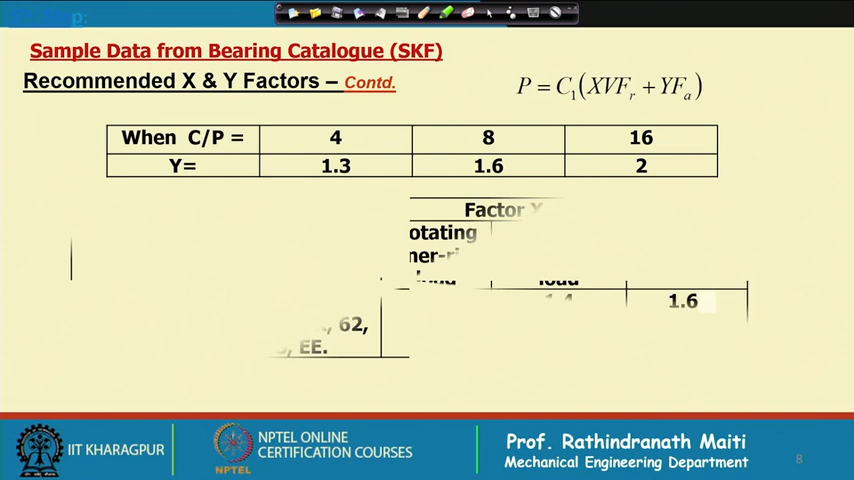 Sample Data from Bearing Catalogue (SKF)
Recommended X & Y Factors – Contd.
P = C₁(XVFᵣ + YFₐ)
When C/P = 4 8 16
Y= 1.3 1.6 2
Factor
load
1.4 1.6
62,
EE.
IIT KHARAGPUR
NPTEL
NPTEL ONLINE
CERTIFICATION COURSES
Prof. Rathindranath Maiti
Mechanical Engineering Department
8